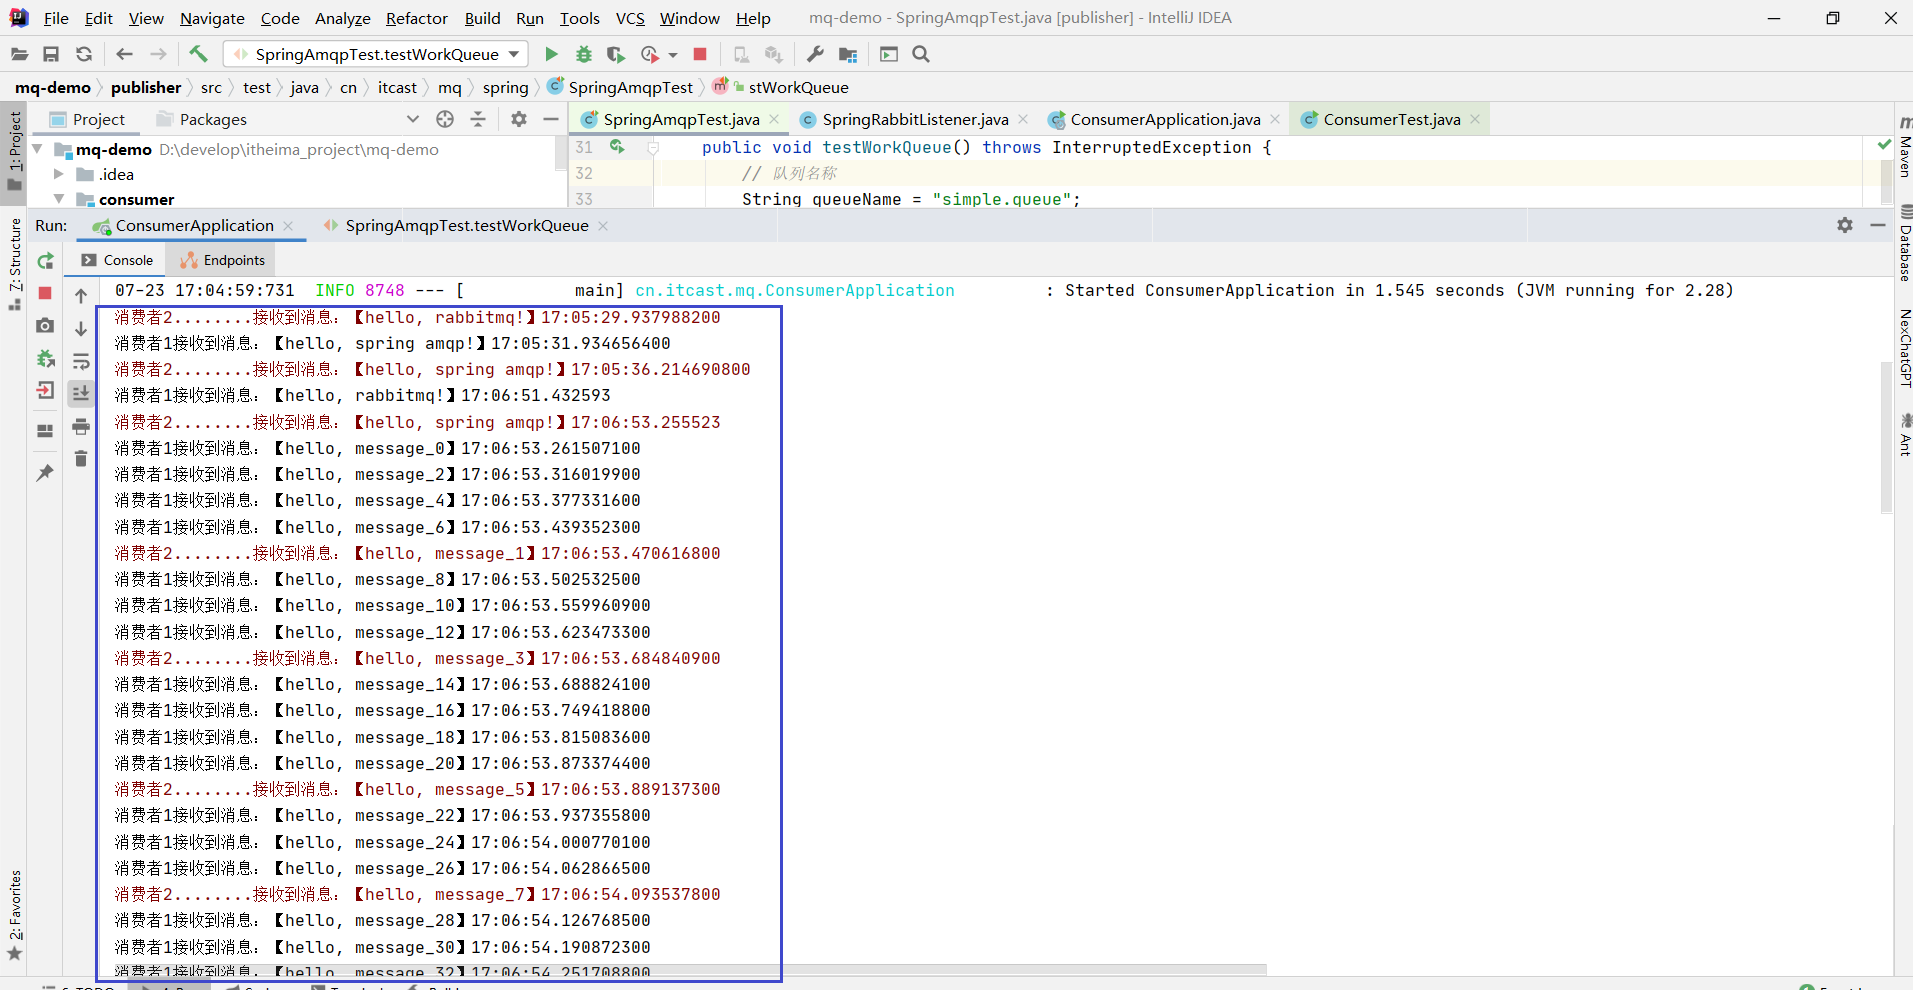 File Edit View Navigate Code Analyze Refactor Build Run Tools VCS Window Help mq-demo - SpringAmqpTest.java [publisher] - IntelliJ IDEA
SpringAmqpTest.testWorkQueue
mq-demo publisher src test java cn itcast mq spring SpringAmqpTest stWorkQueue
1: Project
Project Packages
SpringAmqpTest.java SpringRabbitListener.java ConsumerApplication.java ConsumerTest.java
mq-demo D:\develop\itheima_project\mq-demo
.idea
consumer
31 public void testWorkQueue() throws InterruptedException {
32 // 队列名称
33 String queueName = "simple.queue";
Maven
Database
NexChatGPT
Ant
7: Structure
2: Favorites
Run: ConsumerApplication SpringAmqpTest.testWorkQueue
Console Endpoints
07-23 17:04:59:731 INFO 8748 --- [ main] cn.itcast.mq.ConsumerApplication : Started ConsumerApplication in 1.545 seconds (JVM running for 2.28)
消费者2........接收到消息：【hello, rabbitmq!】17:05:29.937988200
消费者1接收到消息：【hello, spring amqp!】17:05:31.934656400
消费者2........接收到消息：【hello, spring amqp!】17:05:36.214690800
消费者1接收到消息：【hello, rabbitmq!】17:06:51.432593
消费者2........接收到消息：【hello, spring amqp!】17:06:53.255523
消费者1接收到消息：【hello, message_0】17:06:53.261507100
消费者1接收到消息：【hello, message_2】17:06:53.316019900
消费者1接收到消息：【hello, message_4】17:06:53.377331600
消费者1接收到消息：【hello, message_6】17:06:53.439352300
消费者2........接收到消息：【hello, message_1】17:06:53.470616800
消费者1接收到消息：【hello, message_8】17:06:53.502532500
消费者1接收到消息：【hello, message_10】17:06:53.559960900
消费者1接收到消息：【hello, message_12】17:06:53.623473300
消费者2........接收到消息：【hello, message_3】17:06:53.684840900
消费者1接收到消息：【hello, message_14】17:06:53.688824100
消费者1接收到消息：【hello, message_16】17:06:53.749418800
消费者1接收到消息：【hello, message_18】17:06:53.815083600
消费者1接收到消息：【hello, message_20】17:06:53.873374400
消费者2........接收到消息：【hello, message_5】17:06:53.889137300
消费者1接收到消息：【hello, message_22】17:06:53.937355800
消费者1接收到消息：【hello, message_24】17:06:54.000770100
消费者1接收到消息：【hello, message_26】17:06:54.062866500
消费者2........接收到消息：【hello, message_7】17:06:54.093537800
消费者1接收到消息：【hello, message_28】17:06:54.126768500
消费者1接收到消息：【hello, message_30】17:06:54.190872300
消费者1接收到消息：【hello, message_32】17:06:54.251708800